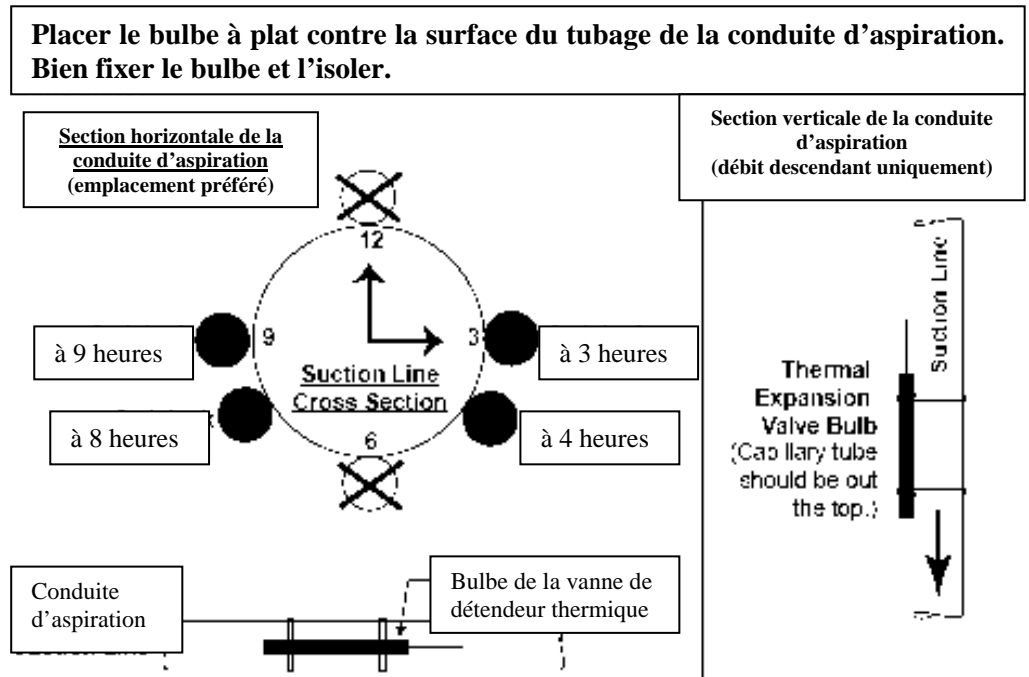 Placer le bulbe à plat contre la surface du tubage de la conduite d'aspiration.
Bien fixer le bulbe et l'isoler.
Section horizontale de la
conduite d'aspiration
(emplacement préféré)
Section verticale de la conduite
d'aspiration
(débit descendant uniquement)
12
9
3
6
Suction Line
Cross Section
à 9 heures
à 3 heures
à 8 heures
à 4 heures
Suction Line
Thermal
Expansion
Valve Bulb
(Capillary tube
should be out
the top.)
Conduite
d'aspiration
Bulbe de la vanne de
détendeur thermique